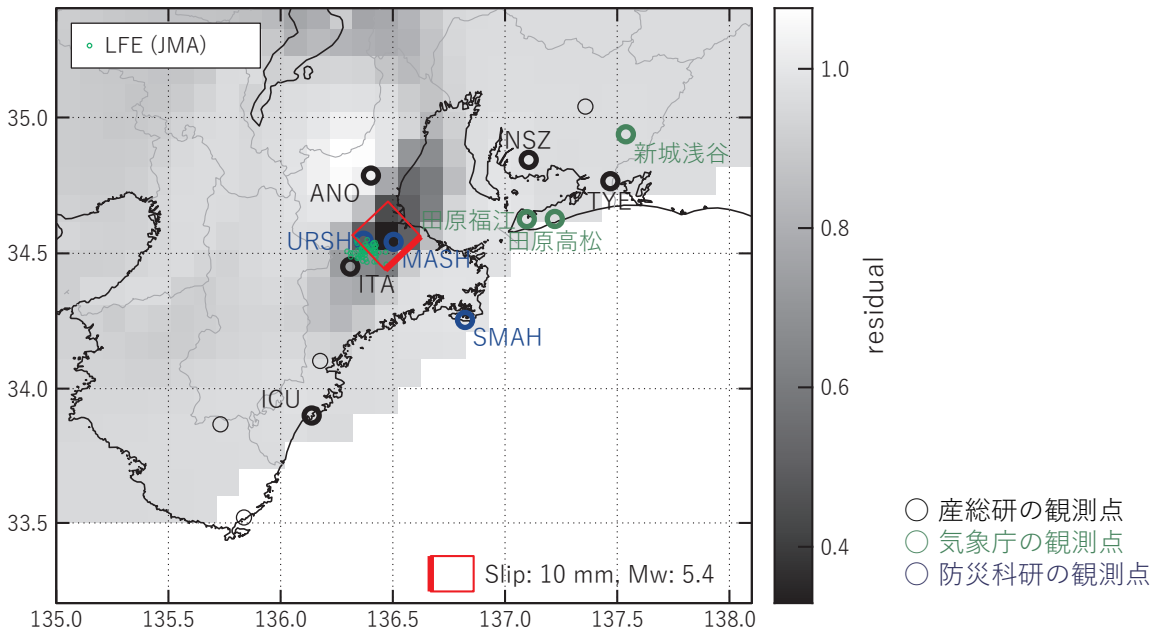 LFE (JMA)
35.0
34.5
34.0
33.5
135.0
135.5
136.0
136.5
137.0
137.5
138.0
NSZ
新城浅谷
ANO
TYE
田原福江
田原高松
URSH
MASH
ITA
SMAH
ICU
Slip: 10 mm, Mw: 5.4
1.0
0.8
0.6
0.4
residual
産総研の観測点
気象庁の観測点
防災科研の観測点